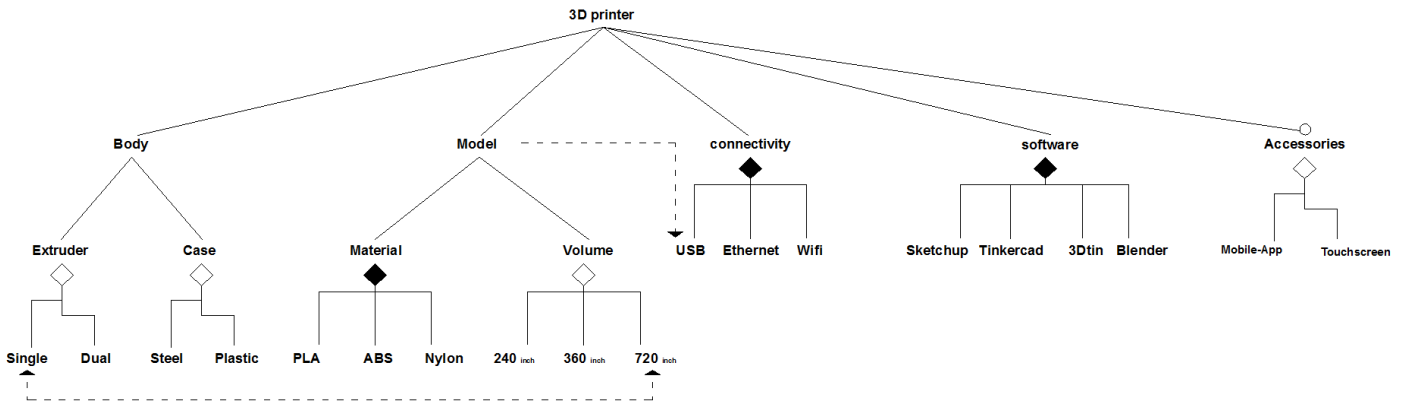 3D printer
Body
Model
connectivity
software
Accessories
Extruder
Case
Material
Volume
USB
Ethernet
Wifi
Sketchup
Tinkercad
3Dtin
Blender
Mobile-App
Touchscreen
Single
Dual
Steel
Plastic
PLA
ABS
Nylon
240 inch
360 inch
720 inch